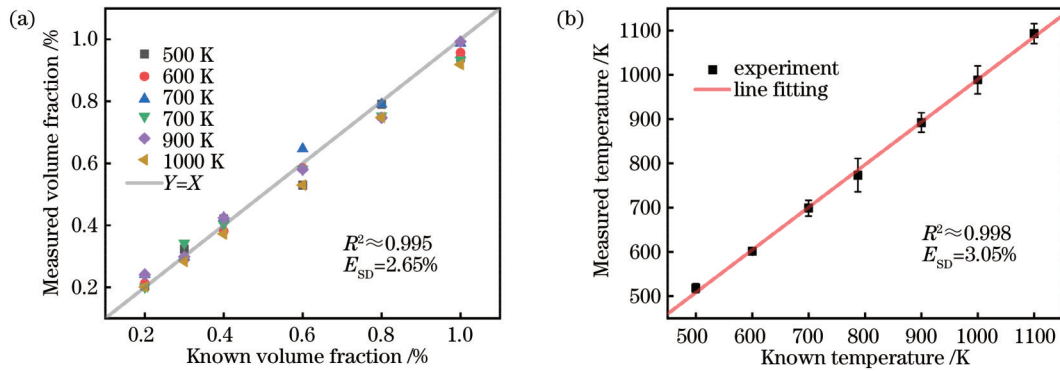 (a)
Measured volume fraction /%
1.0
0.8
0.6
0.4
0.2
500 K
600 K
700 K
700 K
900 K
1000 K
Y=X
R²≈0.995
E_SD=2.65%
0.2 0.4 0.6 0.8 1.0
Known volume fraction /%
(b)
Measured temperature /K
1100
1000
900
800
700
600
500
experiment
line fitting
R²≈0.998
E_SD=3.05%
500 600 700 800 900 1000 1100
Known temperature /K